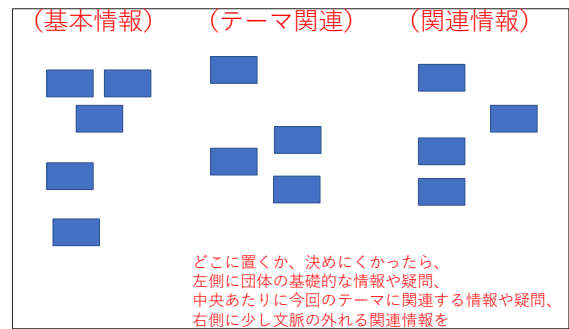 （基本情報）
（テーマ関連）
（関連情報）
どこに置くか、決めにくかったら、
左側に団体の基礎的な情報や疑問、
中央あたりに今回のテーマに関連する情報や疑問、
右側に少し文脈の外れる関連情報を